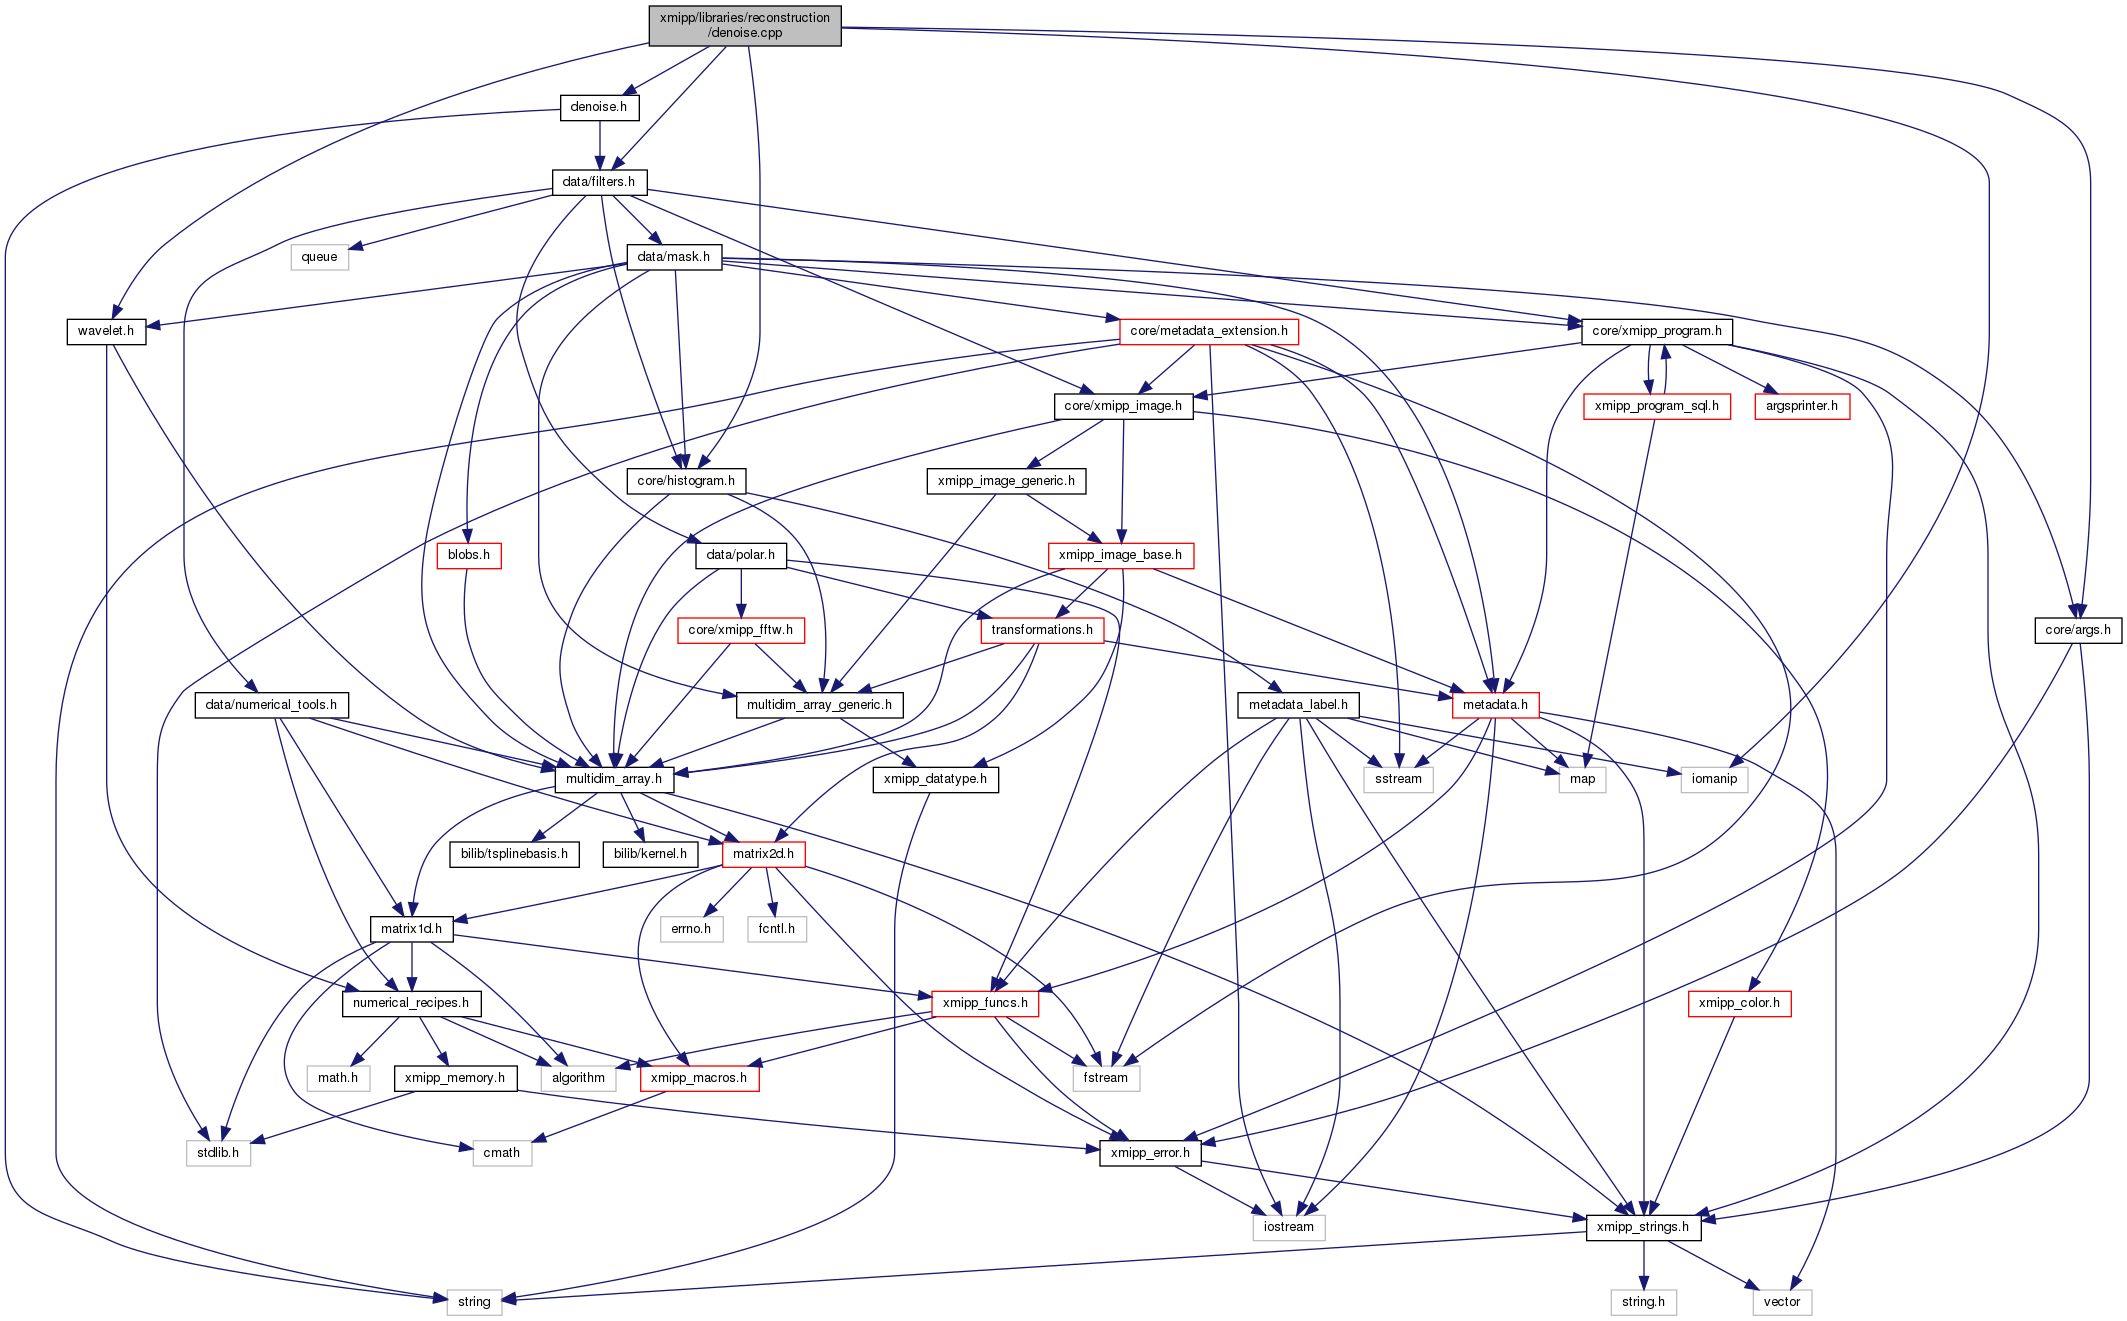 xmipp/libraries/reconstruction
/denoise.cpp
denoise.h
data/filters.h
queue
data/mask.h
wavelet.h
core/metadata_extension.h
core/xmipp_program.h
core/xmipp_image.h
xmipp_program_sql.h
argsprinter.h
core/histogram.h
xmipp_image_generic.h
blobs.h
data/polar.h
xmipp_image_base.h
core/xmipp_fftw.h
transformations.h
core/args.h
data/numerical_tools.h
multidim_array_generic.h
metadata_label.h
metadata.h
multidim_array.h
xmipp_datatype.h
sstream
map
iomanip
bilib/tsplinebasis.h
bilib/kernel.h
matrix2d.h
matrix1d.h
errno.h
fcntl.h
numerical_recipes.h
xmipp_funcs.h
xmipp_color.h
math.h
xmipp_memory.h
algorithm
xmipp_macros.h
fstream
stdlib.h
cmath
xmipp_error.h
iostream
xmipp_strings.h
string
string.h
vector